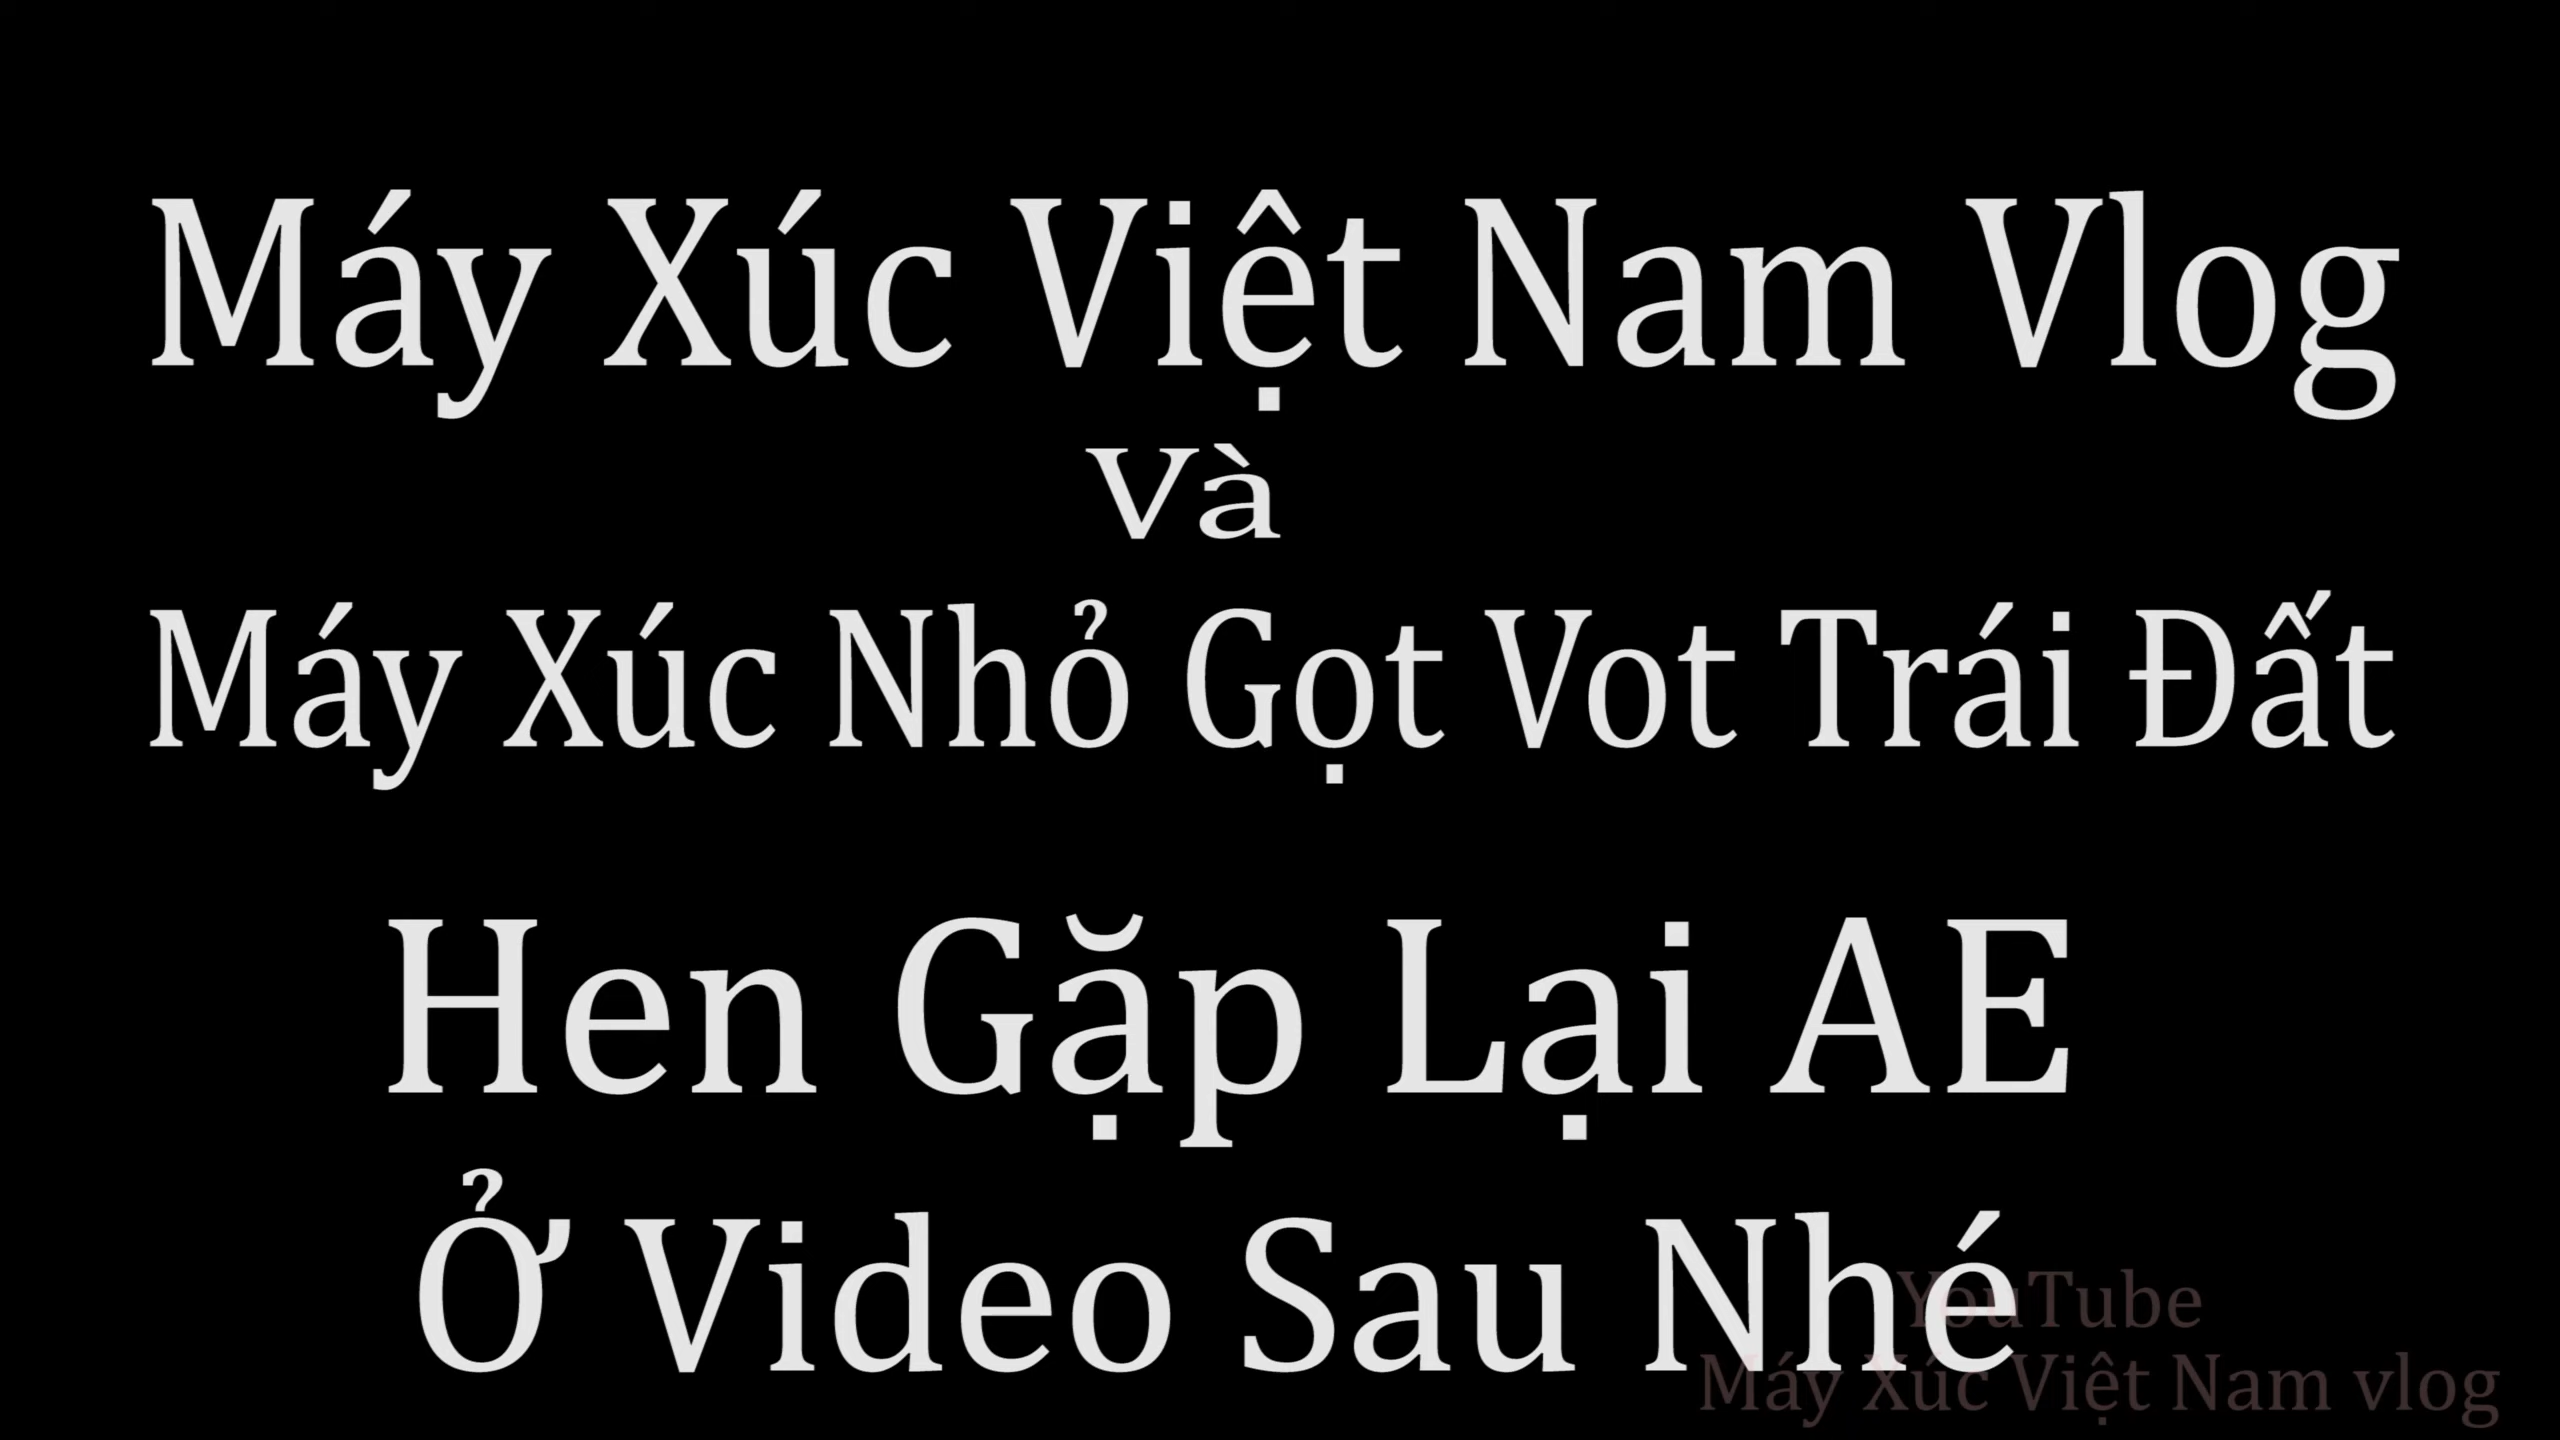 Máy Xúc Việt Nam Vlog
Và
Máy Xúc Nhỏ Gọt Vot Trái Đất
Hen Gặp Lại AE
Ở Video Sau Nhé
YouTube
Máy Xúc Việt Nam vlog